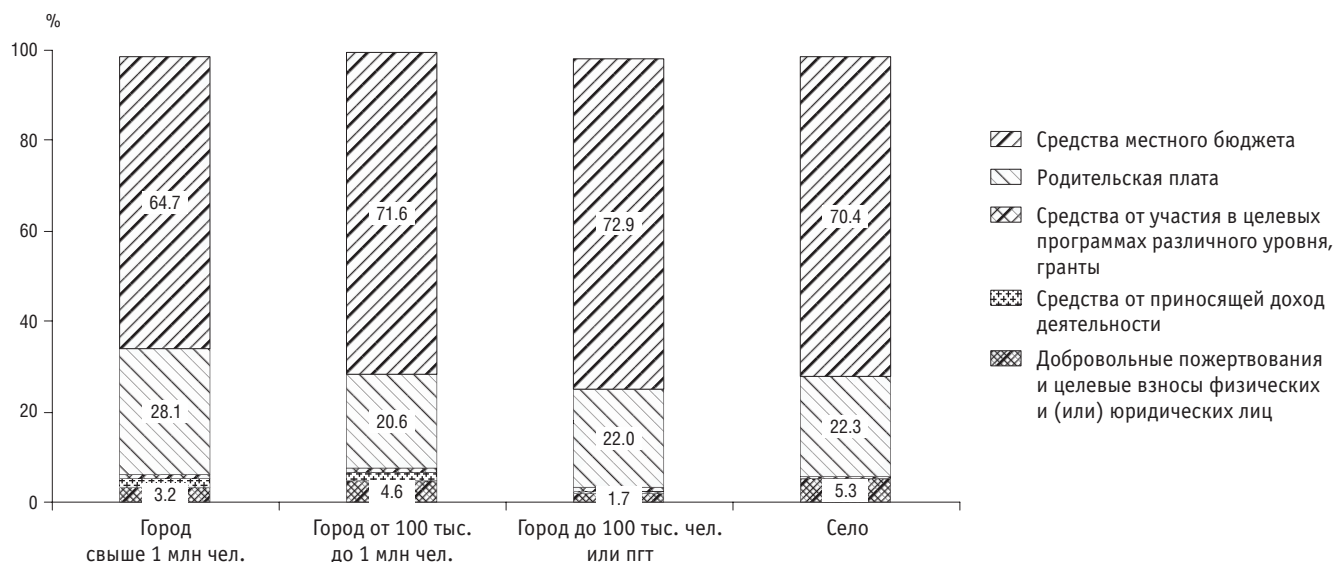 %
100
80
60
40
20
0
64.7
28.1
3.2
71.6
20.6
4.6
72.9
22.0
1.7
70.4
22.3
5.3
Город
свыше 1 млн чел.
Город от 100 тыс.
до 1 млн чел.
Город до 100 тыс. чел.
или пгт
Село
Средства местного бюджета
Родительская плата
Средства от участия в целевых
программах различного уровня,
гранты
Средства от приносящей доход
деятельности
Добровольные пожертвования
и целевые взносы физических
и (или) юридических лиц